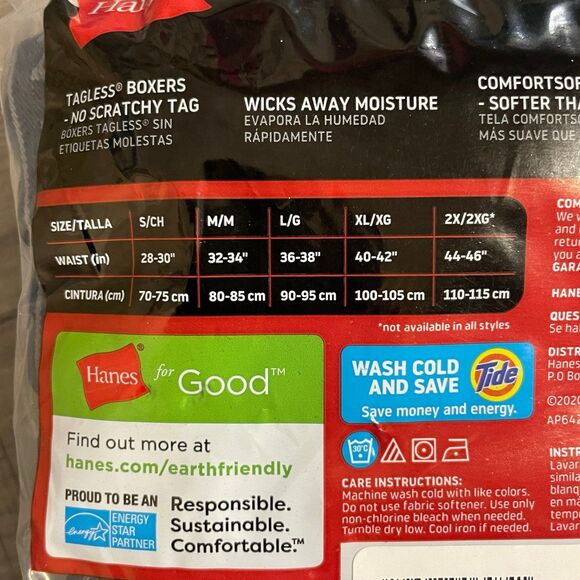 TAGLESS® BOXERS
- NO SCRATCHY TAG
BOXERS TAGLESS® SIN
ETIQUETAS MOLESTAS
WICKS AWAY MOISTURE
EVAPORA LA HUMEDAD
RÁPIDAMENTE
- SOFTER
TELA
MÁS SUAVE QUE
SIZE/TALLA S/CH M/M L/G XL/XG 2X/2XG*
WAIST (in) 28-30" 32-34" 36-38" 40-42" 44-46"
CINTURA (cm) 70-75 cm 80-85 cm 90-95 cm 100-105 cm 110-115 cm
*not available in all styles
Hanes® for Good™
Find out more at
hanes.com/earthfriendly
PROUD TO BE AN
energy
ENERGY
STAR
PARTNER
Responsible.
Sustainable.
Comfortable.™
WASH COLD
AND SAVE
Tide
Save money and energy.
30°C
CARE INSTRUCTIONS:
Machine wash cold with like colors.
Do not use fabric softener. Use only
non-chlorine bleach when needed.
Tumble dry low. Cool iron if needed.
and
you
Se
Hanes
P.O
©2020